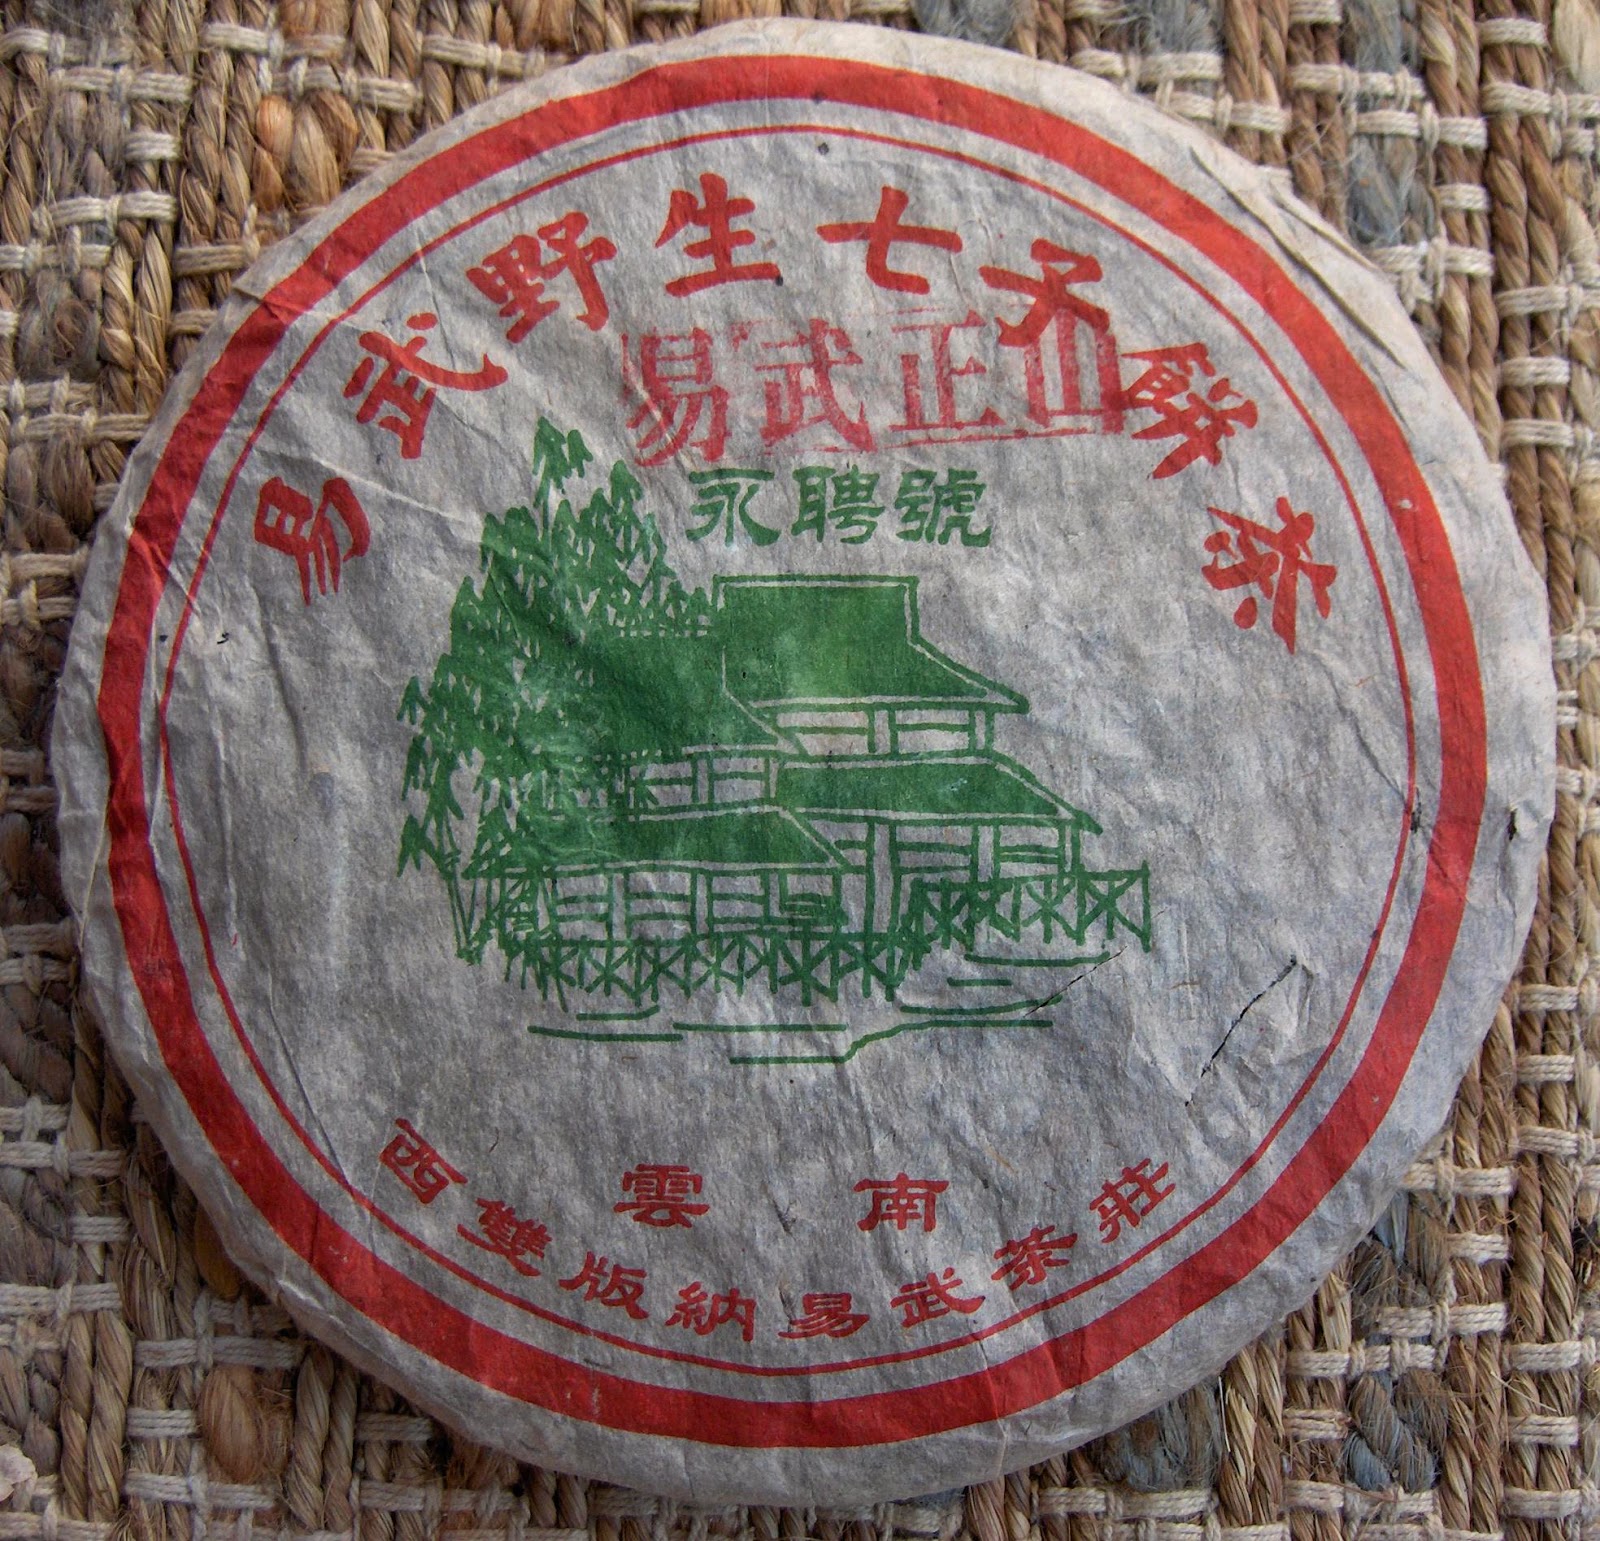 易武野生七子餅茶
易武正山
永聘號
雲南
西雙版納易武茶莊